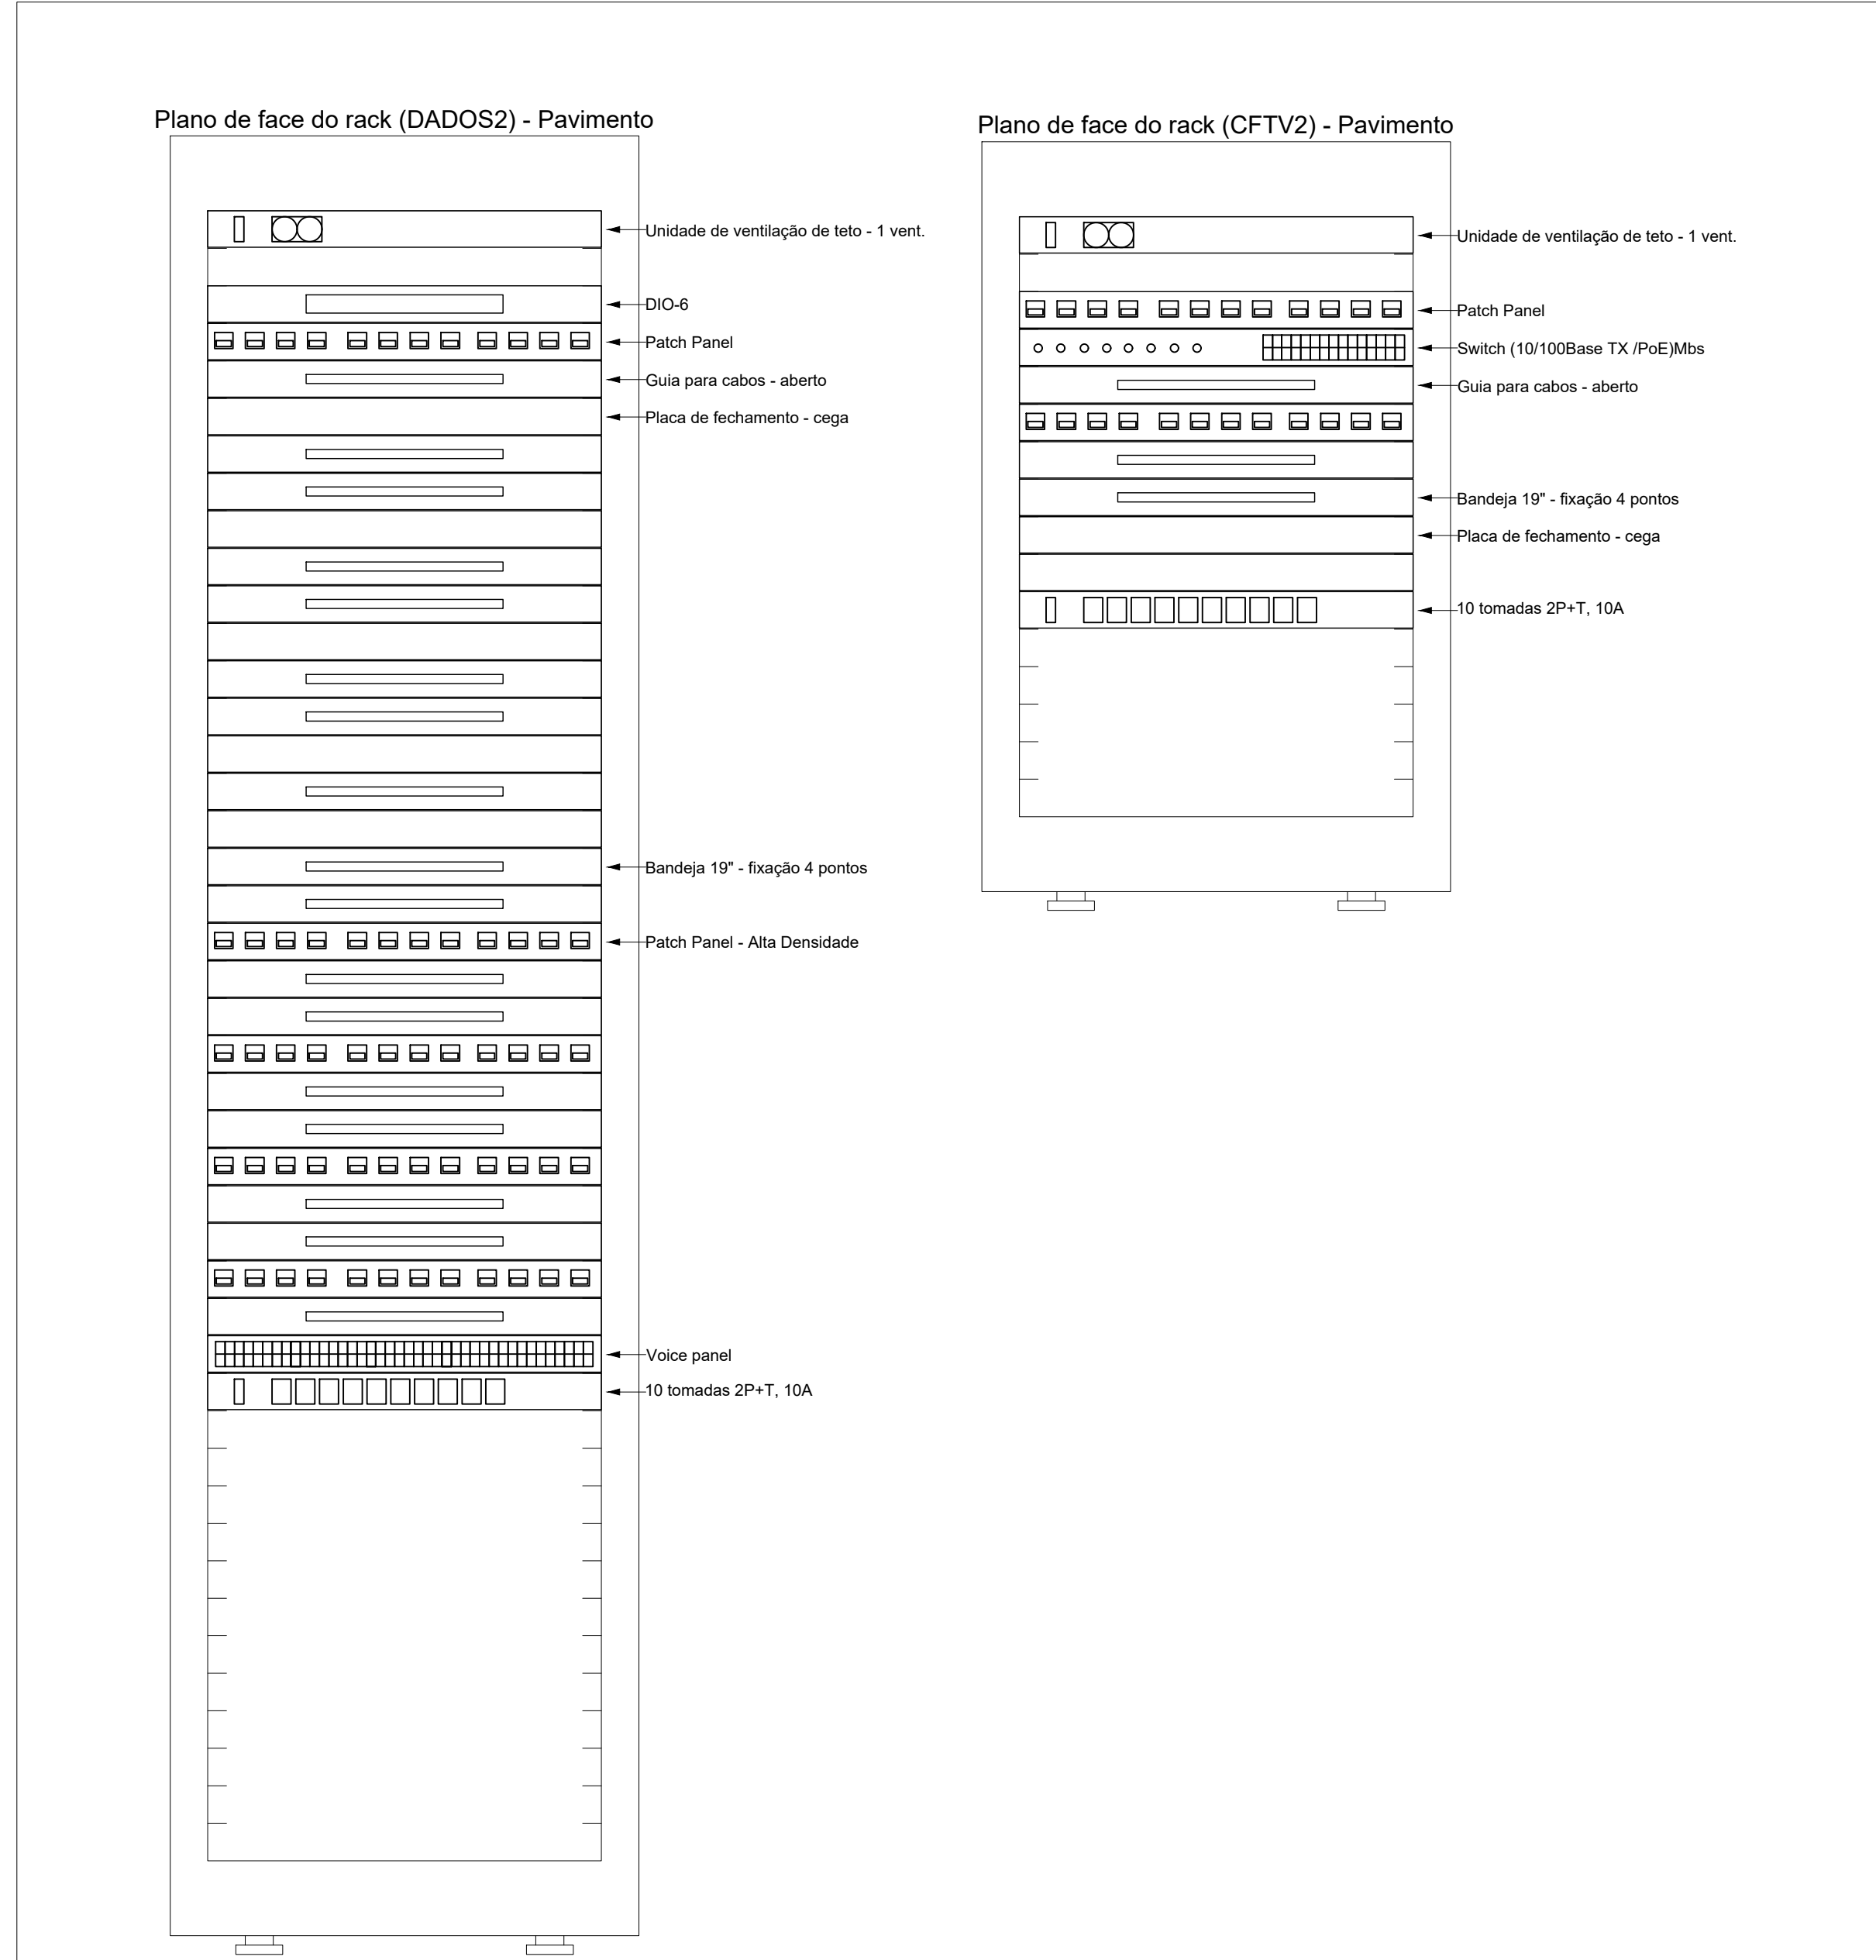 Plano de face do rack (DADOS2) - Pavimento
Unidade de ventilação de teto - 1 vent.
DIO-6
Patch Panel
Guia para cabos - aberto
Placa de fechamento - cega
Bandeja 19" - fixação 4 pontos
Patch Panel - Alta Densidade
Voice panel
10 tomadas 2P+T, 10A
Plano de face do rack (CFTV2) - Pavimento
Unidade de ventilação de teto - 1 vent.
Patch Panel
Switch (10/100Base TX /PoE)Mbs
Guia para cabos - aberto
Bandeja 19" - fixação 4 pontos
Placa de fechamento - cega
10 tomadas 2P+T, 10A